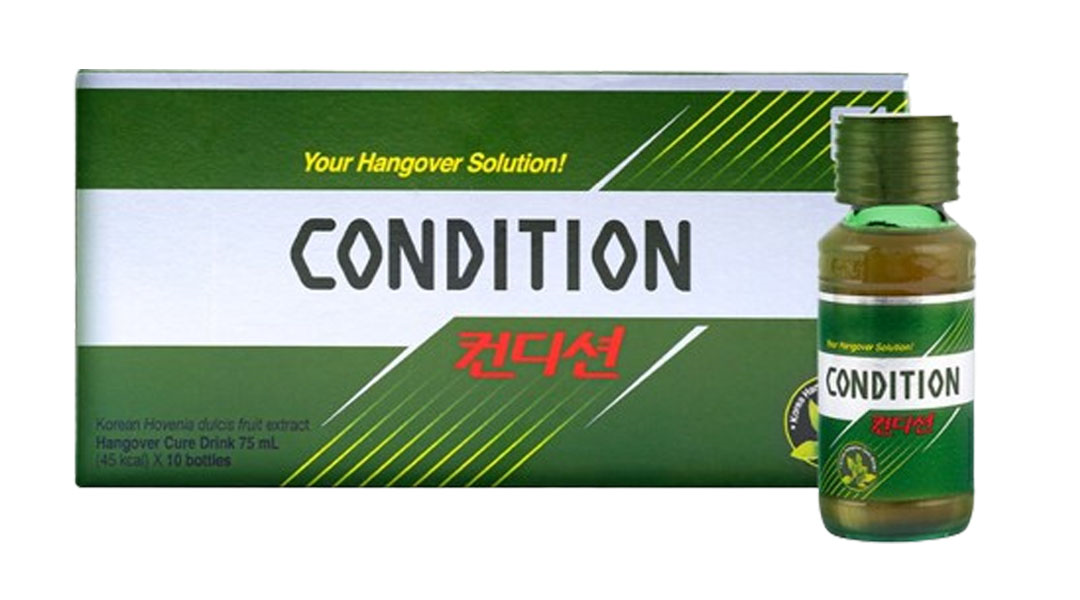 Your Hangover Solution!
CONDITION
컨디션
Korean Hovenia dulcis fruit extract
Hangover Cure Drink 75 mL
(45 kcal) X 10 bottles
Your Hangover Solution!
CONDITION
컨디션